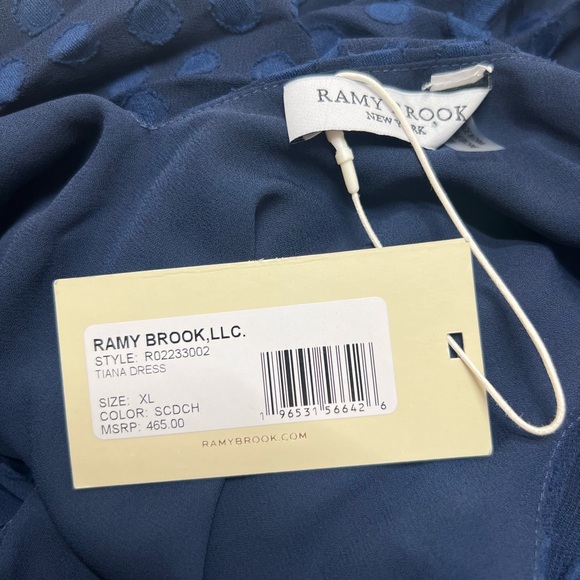 RAMY BROOK
NEW YORK
RAMY BROOK,LLC.
STYLE: R02233002
TIANA DRESS
SIZE: XL
COLOR: SCDCH
MSRP: 465.00
1 96531 56642 6
RAMYBROOK.COM